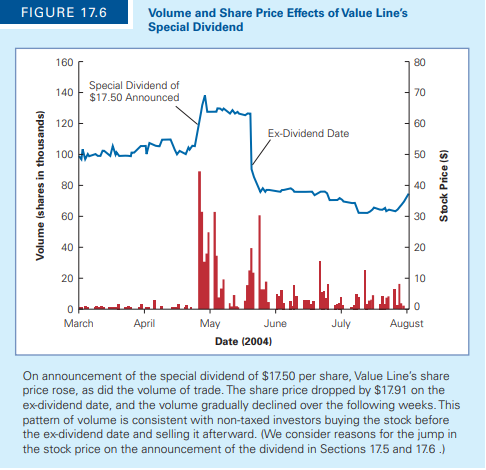 FIGURE 17.6
Volume and Share Price Effects of Value Line's
Special Dividend
160
140
120
100
80
60
40
20
0
Volume (shares in thousands)
Special Dividend of
$17.50 Announced
Ex-Dividend Date
80
70
60
50
40
30
20
10
0
Stock Price ($)
March April May June July August
Date (2004)
On announcement of the special dividend of $17.50 per share, Value Line's share
price rose, as did the volume of trade. The share price dropped by $17.91 on the
ex-dividend date, and the volume gradually declined over the following weeks. This
pattern of volume is consistent with non-taxed investors buying the stock before
the ex-dividend date and selling it afterward. (We consider reasons for the jump in
the stock price on the announcement of the dividend in Sections 17.5 and 17.6 .)